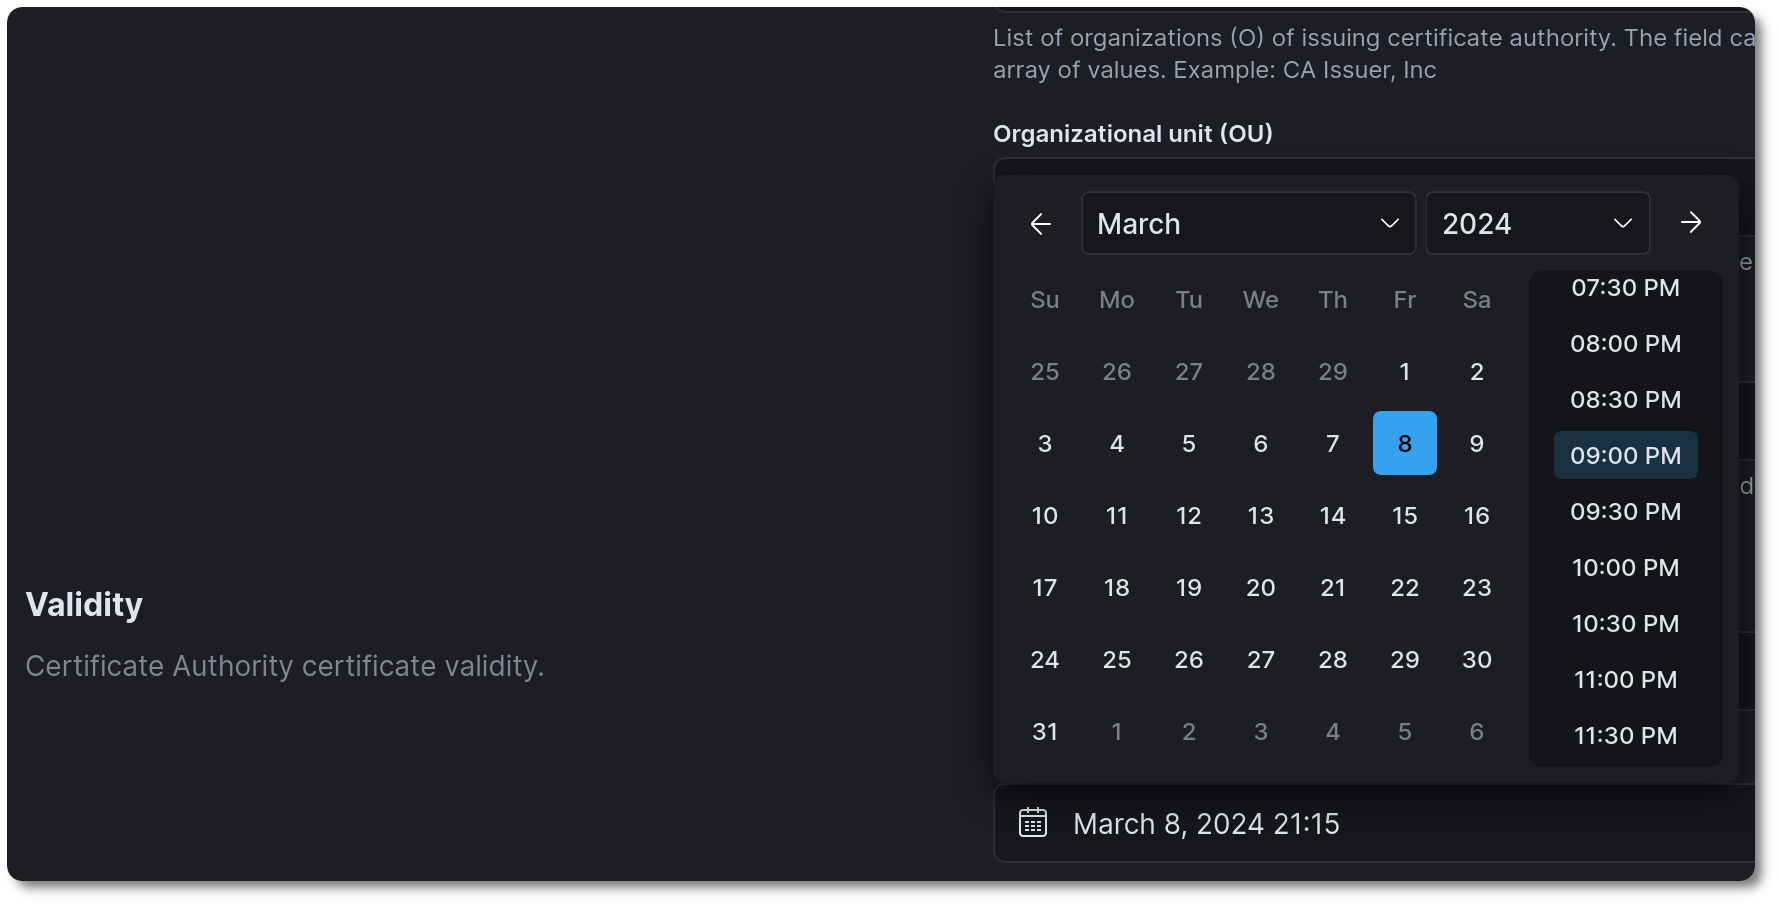 List of organizations (O) of issuing certificate authority. The field ca
array of values. Example: CA Issuer, Inc
Organizational unit (OU)
March 2024
Su Mo Tu We Th Fr Sa
25 26 27 28 29 1 2
3 4 5 6 7 8 9
10 11 12 13 14 15 16
17 18 19 20 21 22 23
24 25 26 27 28 29 30
31 1 2 3 4 5 6
07:30 PM
08:00 PM
08:30 PM
09:00 PM
09:30 PM
10:00 PM
10:30 PM
11:00 PM
11:30 PM
e
d
Validity
Certificate Authority certificate validity.
March 8, 2024 21:15